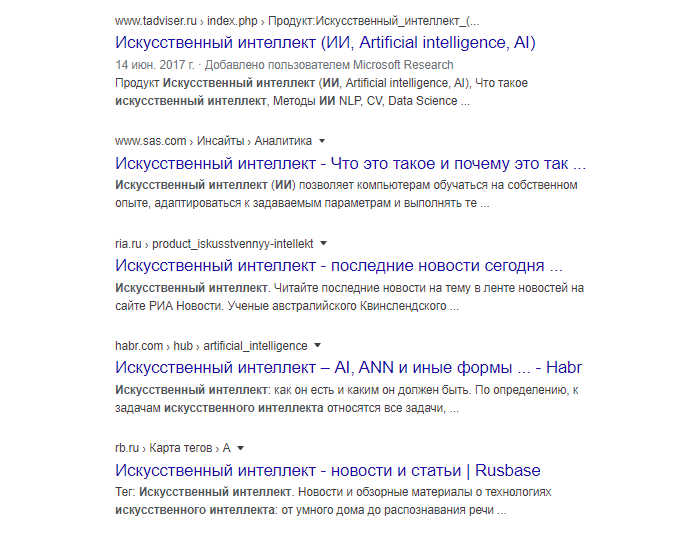 www.tadviser.ru › index.php › Продукт:Искусственный_интеллект_(...
Искусственный интеллект (ИИ, Artificial intelligence, AI)
14 июн. 2017 г. · Добавлено пользователем Microsoft Research
Продукт Искусственный интеллект (ИИ, Artificial intelligence, AI), Что такое
искусственный интеллект, Методы ИИ NLP, CV, Data Science ...
www.sas.com › Инсайты › Аналитика
Искусственный интеллект - Что это такое и почему это так ...
Искусственный интеллект (ИИ) позволяет компьютерам обучаться на собственном
опыте, адаптироваться к задаваемым параметрам и выполнять те ...
ria.ru › product_iskusstvennyy-intellekt
Искусственный интеллект - последние новости сегодня ...
Искусственный интеллект. Читайте последние новости на тему в ленте новостей на
сайте РИА Новости. Ученые австралийского Квинслендского ...
habr.com › hub › artificial_intelligence
Искусственный интеллект – AI, ANN и иные формы ... - Habr
Искусственный интеллект: как он есть и каким он должен быть. По определению, к
задачам искусственного интеллекта относятся все задачи, ...
rb.ru › Карта тегов › А
Искусственный интеллект - новости и статьи | Rusbase
Тег: Искусственный интеллект. Новости и обзорные материалы о технологиях
искусственного интеллекта: от умного дома до распознавания речи ...